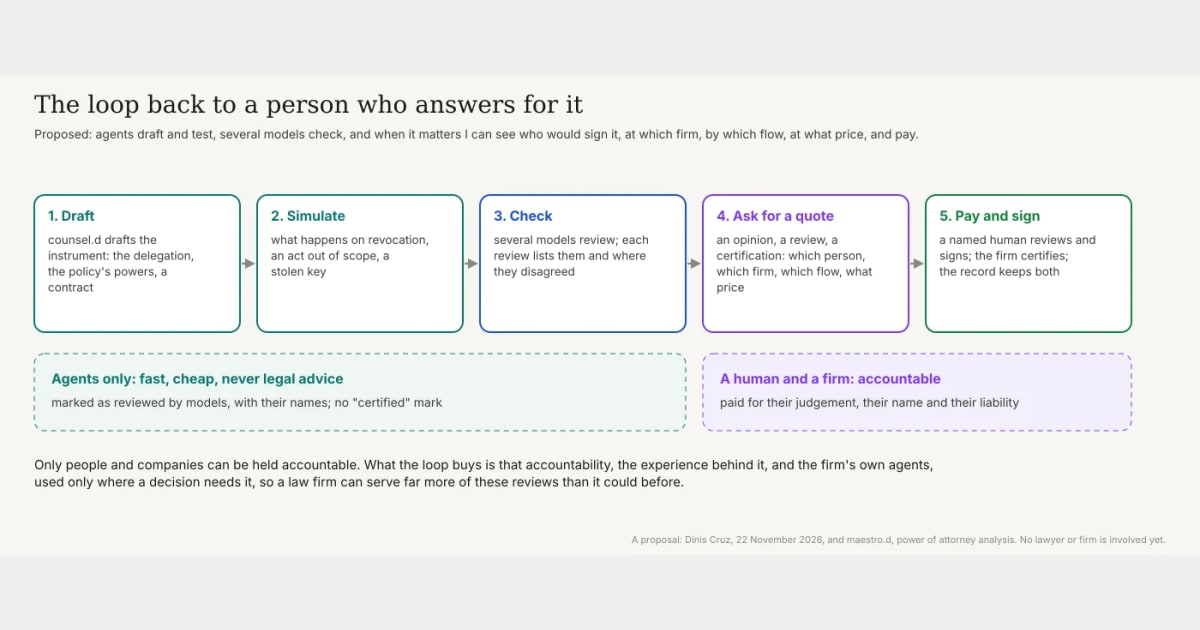 The loop back to a person who answers for it
Proposed: agents draft and test, several models check, and when it matters I can see who would sign it, at which firm, by which flow, at what price, and pay.
1. Draft
counsel.d drafts the
instrument: the delegation,
the policy's powers, a
contract
2. Simulate
what happens on revocation,
an act out of scope, a
stolen key
3. Check
several models review; each
review lists them and where
they disagreed
4. Ask for a quote
an opinion, a review, a
certification: which person,
which firm, which flow, what
price
5. Pay and sign
a named human reviews and
signs; the firm certifies;
the record keeps both
Agents only: fast, cheap, never legal advice
marked as reviewed by models, with their names; no "certified" mark
A human and a firm: accountable
paid for their judgement, their name and their liability
Only people and companies can be held accountable. What the loop buys is that accountability, the experience behind it, and the firm's own agents,
used only where a decision needs it, so a law firm can serve far more of these reviews than it could before.
A proposal: Dinis Cruz, 22 November 2026, and maestro.d, power of attorney analysis. No lawyer or firm is involved yet.